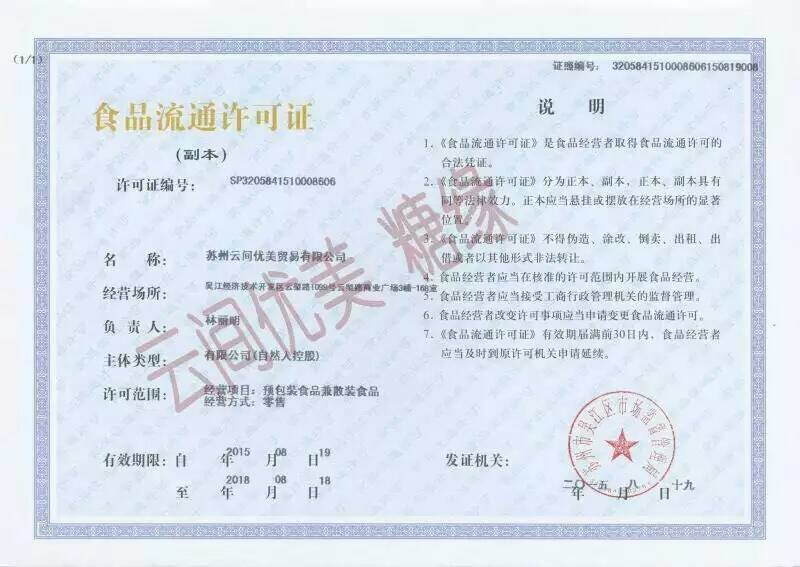 (1/1)
证照编号： 3205841510008606150819008
食品流通许可证
(副本)
许可证编号： SP3205841510008606
名 称： 苏州云间优美贸易有限公司
经营场所： 吴江经济技术开发区云梨路1099号云梨路商业广场3幢-168室
负 责 人： 林丽明
主体类型： 有限公司(自然人控股)
许可范围： 经营项目：预包装食品兼散装食品
经营方式：零售
有效期限： 自 2015 年 08 月 19 日
至 2018 年 08 月 18 日
说 明
1．《食品流通许可证》是食品经营者取得食品流通许可的
合法凭证。
2．《食品流通许可证》分为正本、副本，正本、副本具有
同等法律效力。正本应当悬挂或摆放在经营场所的显著
位置。
3．《食品流通许可证》不得伪造、涂改、倒卖、出租、出
借或者以其他形式非法转让。
4．食品经营者应当在核准的许可范围内开展食品经营。
5．食品经营者应当接受工商行政管理机关的监督管理。
6．食品经营者改变许可事项应当申请变更食品流通许可。
7．《食品流通许可证》有效期届满前30日内，食品经营者
应当及时到原许可机关申请延续。
发证机关：
苏州市吴江区市场监督管理局
二〇一五 年 八 月 十九 日
云间优美 糖缘